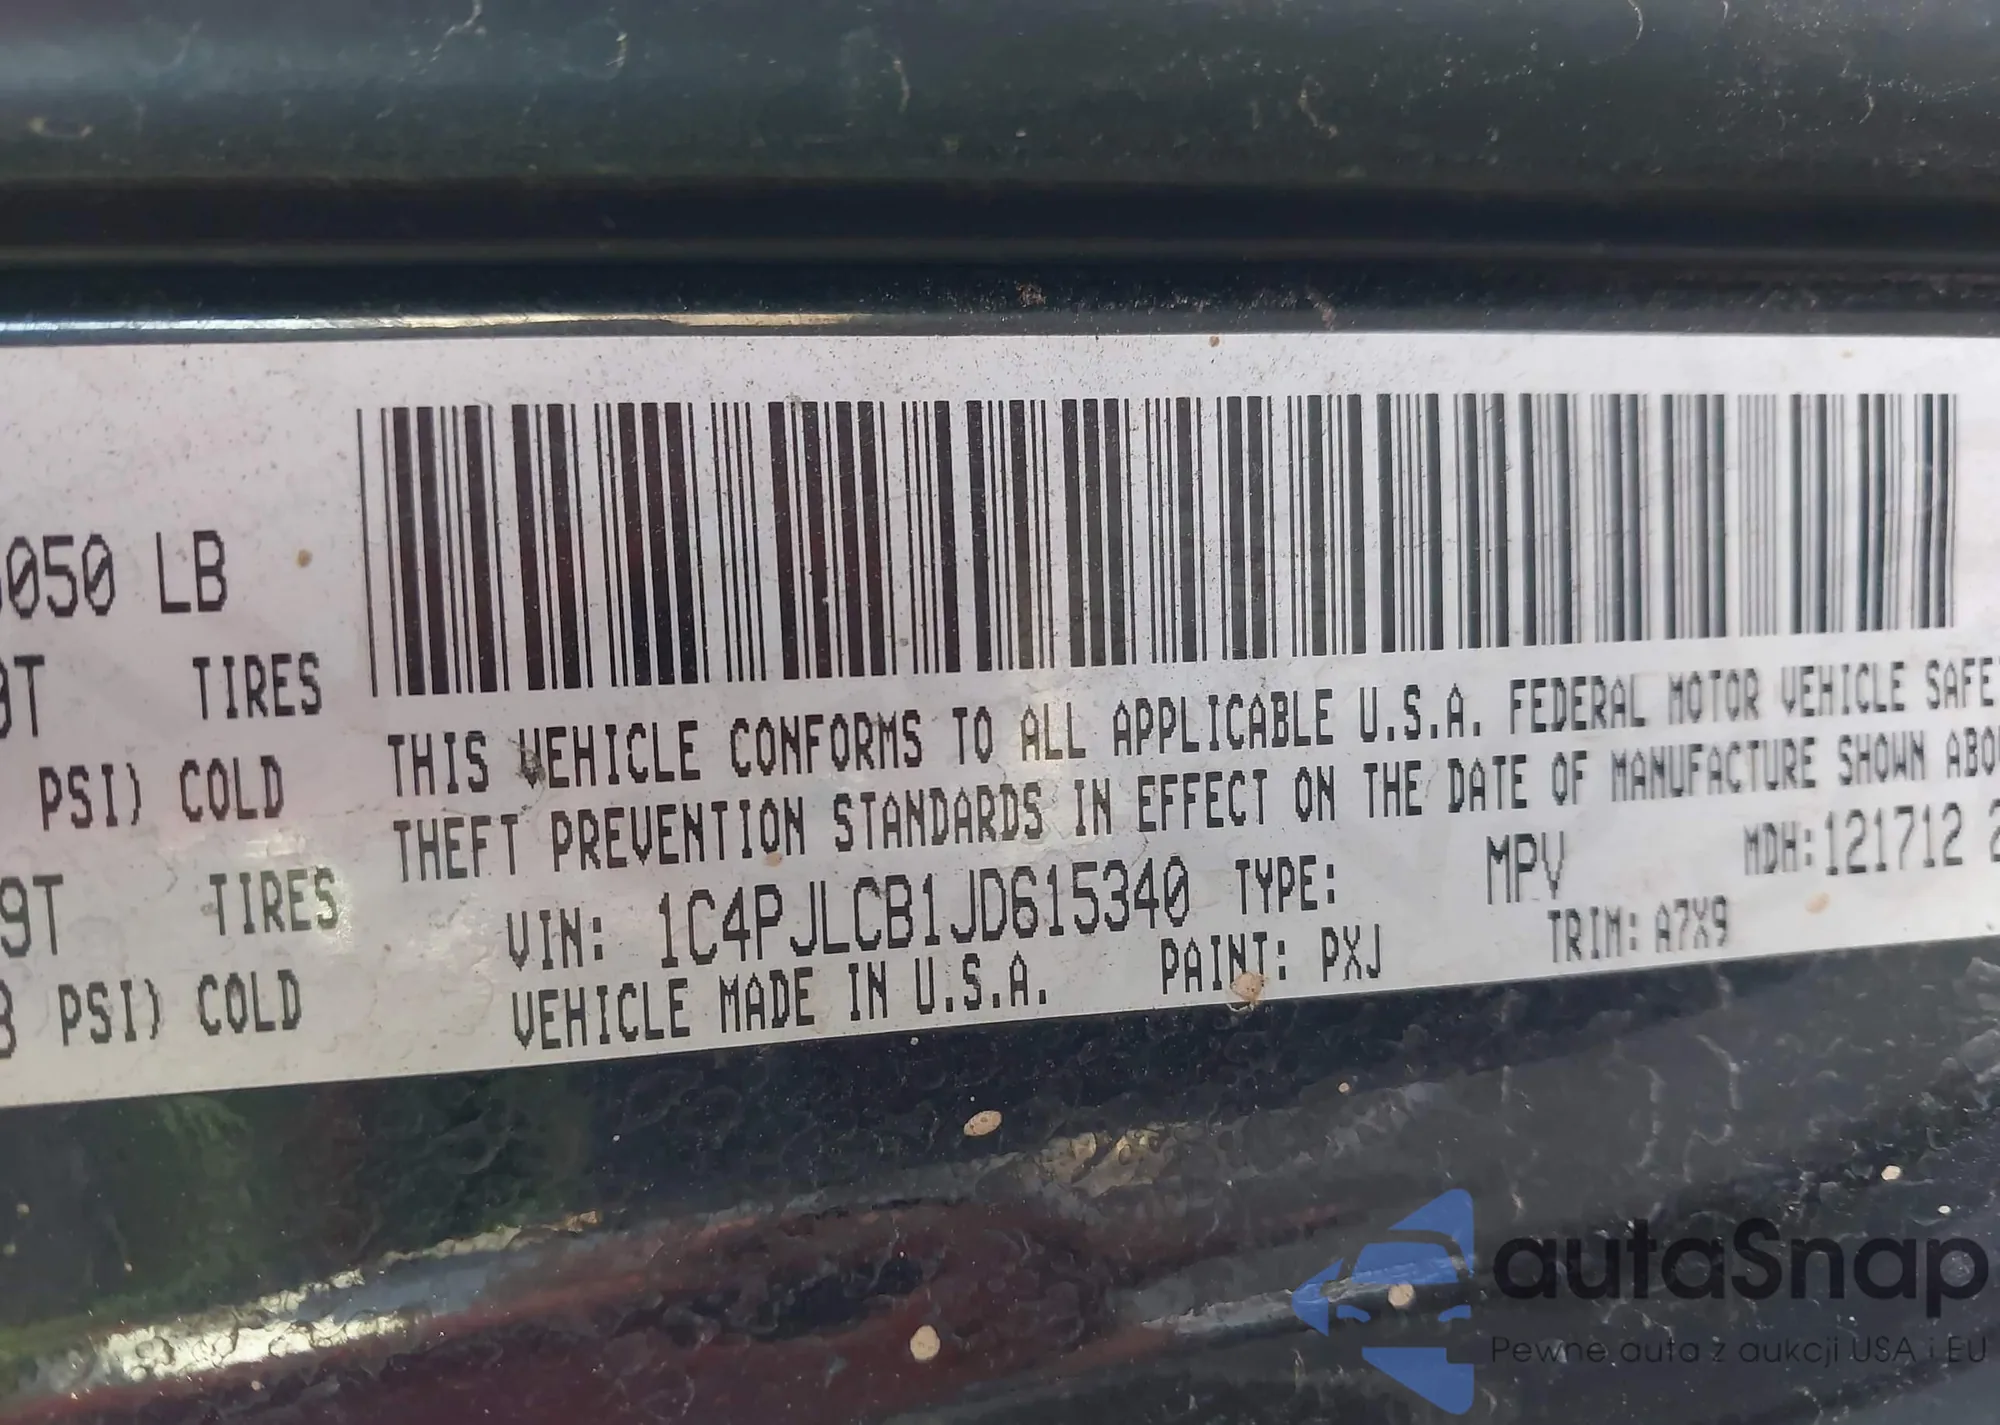 050 LB
TIRES
PSI) COLD
9T TIRES
PSI) COLD
THIS VEHICLE CONFORMS TO ALL APPLICABLE U.S.A. FEDERAL MOTOR VEHICLE SAFE
THEFT PREVENTION STANDARDS IN EFFECT ON THE DATE OF MANUFACTURE SHOWN ABO
VIN: 1C4PJLCB1JD615340 TYPE: MPV MDH:121712 2
VEHICLE MADE IN U.S.A. PAINT: PXJ TRIM: A7X9
autaSnap
Pewne auta z aukcji USA i EU